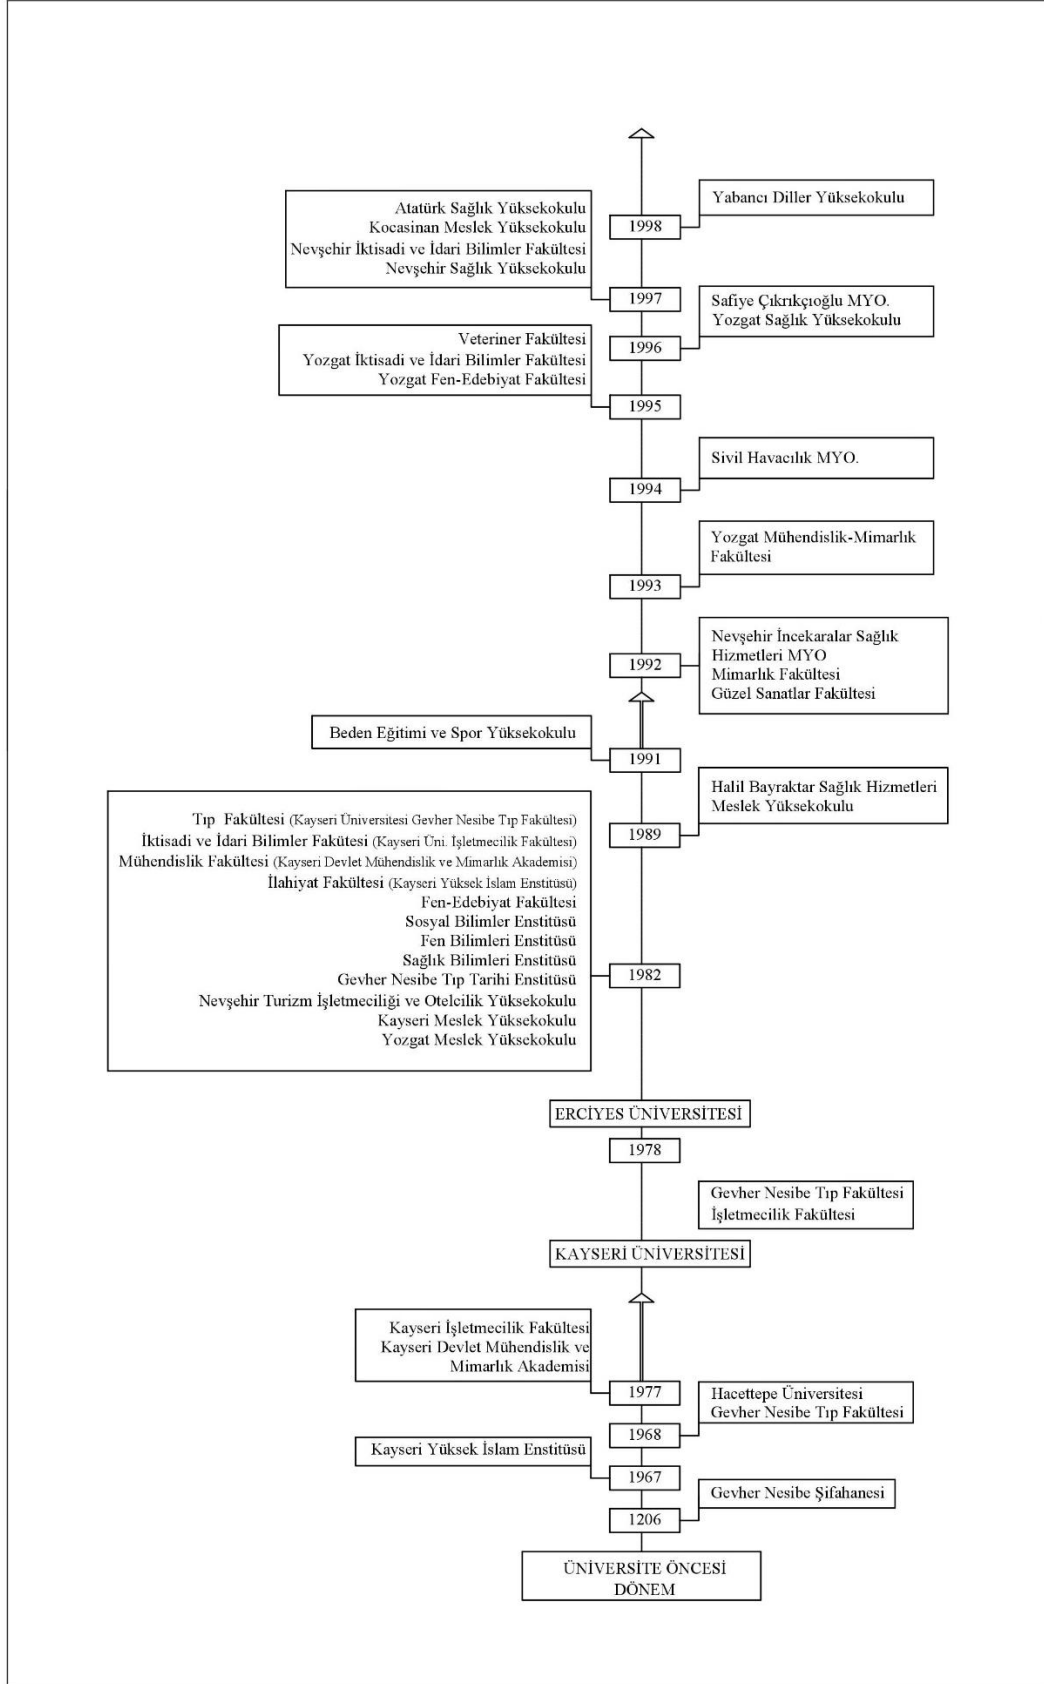 Yabancı Diller Yüksekokulu
1998
Atatürk Sağlık Yüksekokulu
Kocasinan Meslek Yüksekokulu
Nevşehir İktisadi ve İdari Bilimler Fakültesi
Nevşehir Sağlık Yüksekokulu
1997
Safiye Çıkrıkçıoğlu MYO.
Yozgat Sağlık Yüksekokulu
1996
Veteriner Fakültesi
Yozgat İktisadi ve İdari Bilimler Fakültesi
Yozgat Fen-Edebiyat Fakültesi
1995
Sivil Havacılık MYO.
1994
Yozgat Mühendislik-Mimarlık
Fakültesi
1993
Nevşehir İncekaralar Sağlık
Hizmetleri MYO
Mimarlık Fakültesi
Güzel Sanatlar Fakültesi
1992
Beden Eğitimi ve Spor Yüksekokulu
1991
Halil Bayraktar Sağlık Hizmetleri
Meslek Yüksekokulu
1989
Tıp Fakültesi (Kayseri Üniversitesi Gevher Nesibe Tıp Fakültesi)
İktisadi ve İdari Bilimler Fakütesi (Kayseri Üni. İşletmecilik Fakültesi)
Mühendislik Fakültesi (Kayseri Devlet Mühendislik ve Mimarlık Akademisi)
İlahiyat Fakültesi (Kayseri Yüksek İslam Enstitüsü)
Fen-Edebiyat Fakültesi
Sosyal Bilimler Enstitüsü
Fen Bilimleri Enstitüsü
Sağlık Bilimleri Enstitüsü
Gevher Nesibe Tıp Tarihi Enstitüsü
Nevşehir Turizm İşletmeciliği ve Otelcilik Yüksekokulu
Kayseri Meslek Yüksekokulu
Yozgat Meslek Yüksekokulu
1982
ERCİYES ÜNİVERSİTESİ
1978
Gevher Nesibe Tıp Fakültesi
İşletmecilik Fakültesi
KAYSERİ ÜNİVERSİTESİ
Kayseri İşletmecilik Fakültesi
Kayseri Devlet Mühendislik ve
Mimarlık Akademisi
1977
Hacettepe Üniversitesi
Gevher Nesibe Tıp Fakültesi
1968
Kayseri Yüksek İslam Enstitüsü
1967
Gevher Nesibe Şifahanesi
1206
ÜNİVERSİTE ÖNCESİ
DÖNEM